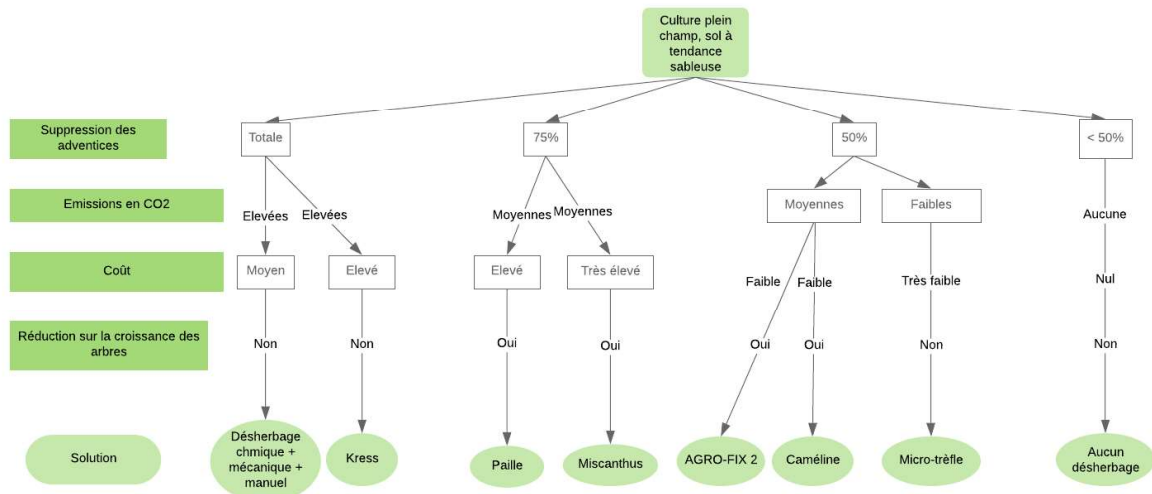 Culture plein
champ, sol à
tendance
sableuse
Suppression des
adventices
Totale
75%
50%
< 50%
Emissions en CO2
Elevées
Elevées
Moyennes
Moyennes
Moyennes
Faibles
Aucune
Coût
Moyen
Elevé
Elevé
Très élevé
Faible
Faible
Très faible
Nul
Réduction sur la croissance des
arbres
Non
Non
Oui
Oui
Oui
Oui
Non
Non
Solution
Désherbage
chmique +
mécanique +
manuel
Kress
Paille
Miscanthus
AGRO-FIX 2
Caméline
Micro-trèfle
Aucun
désherbage